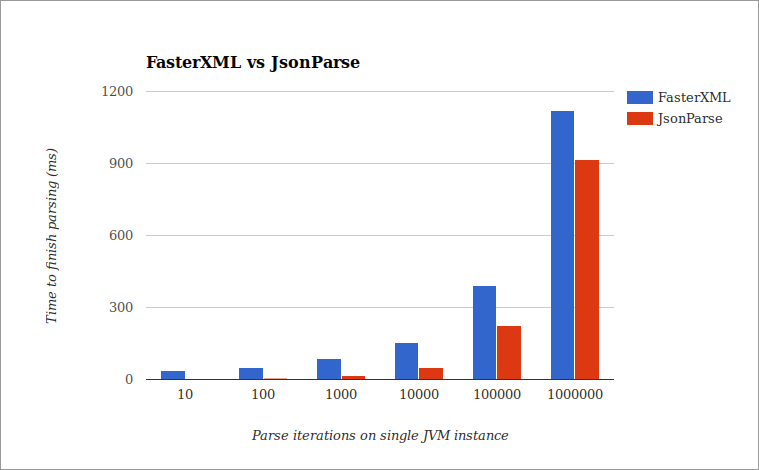 FasterXML vs JsonParse
FasterXML
JsonParse
Time to finish parsing (ms)
1200
900
600
300
0
10 100 1000 10000 100000 1000000
Parse iterations on single JVM instance